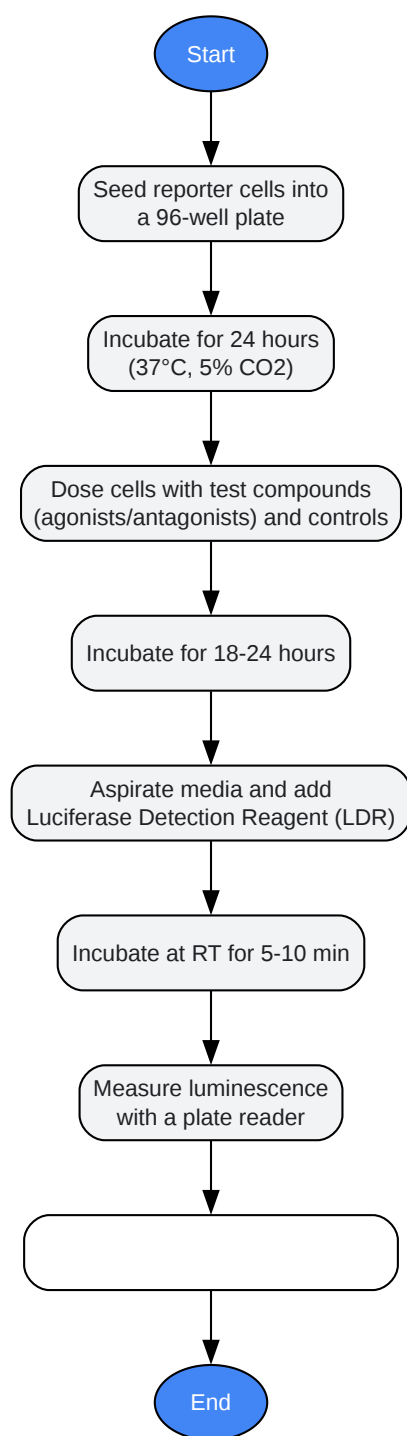 Start
Seed reporter cells into
a 96-well plate
Incubate for 24 hours
(37°C, 5% CO2)
Dose cells with test compounds
(agonists/antagonists) and controls
Incubate for 18-24 hours
Aspirate media and add
Luciferase Detection Reagent (LDR)
Incubate at RT for 5-10 min
Measure luminescence
with a plate reader
End